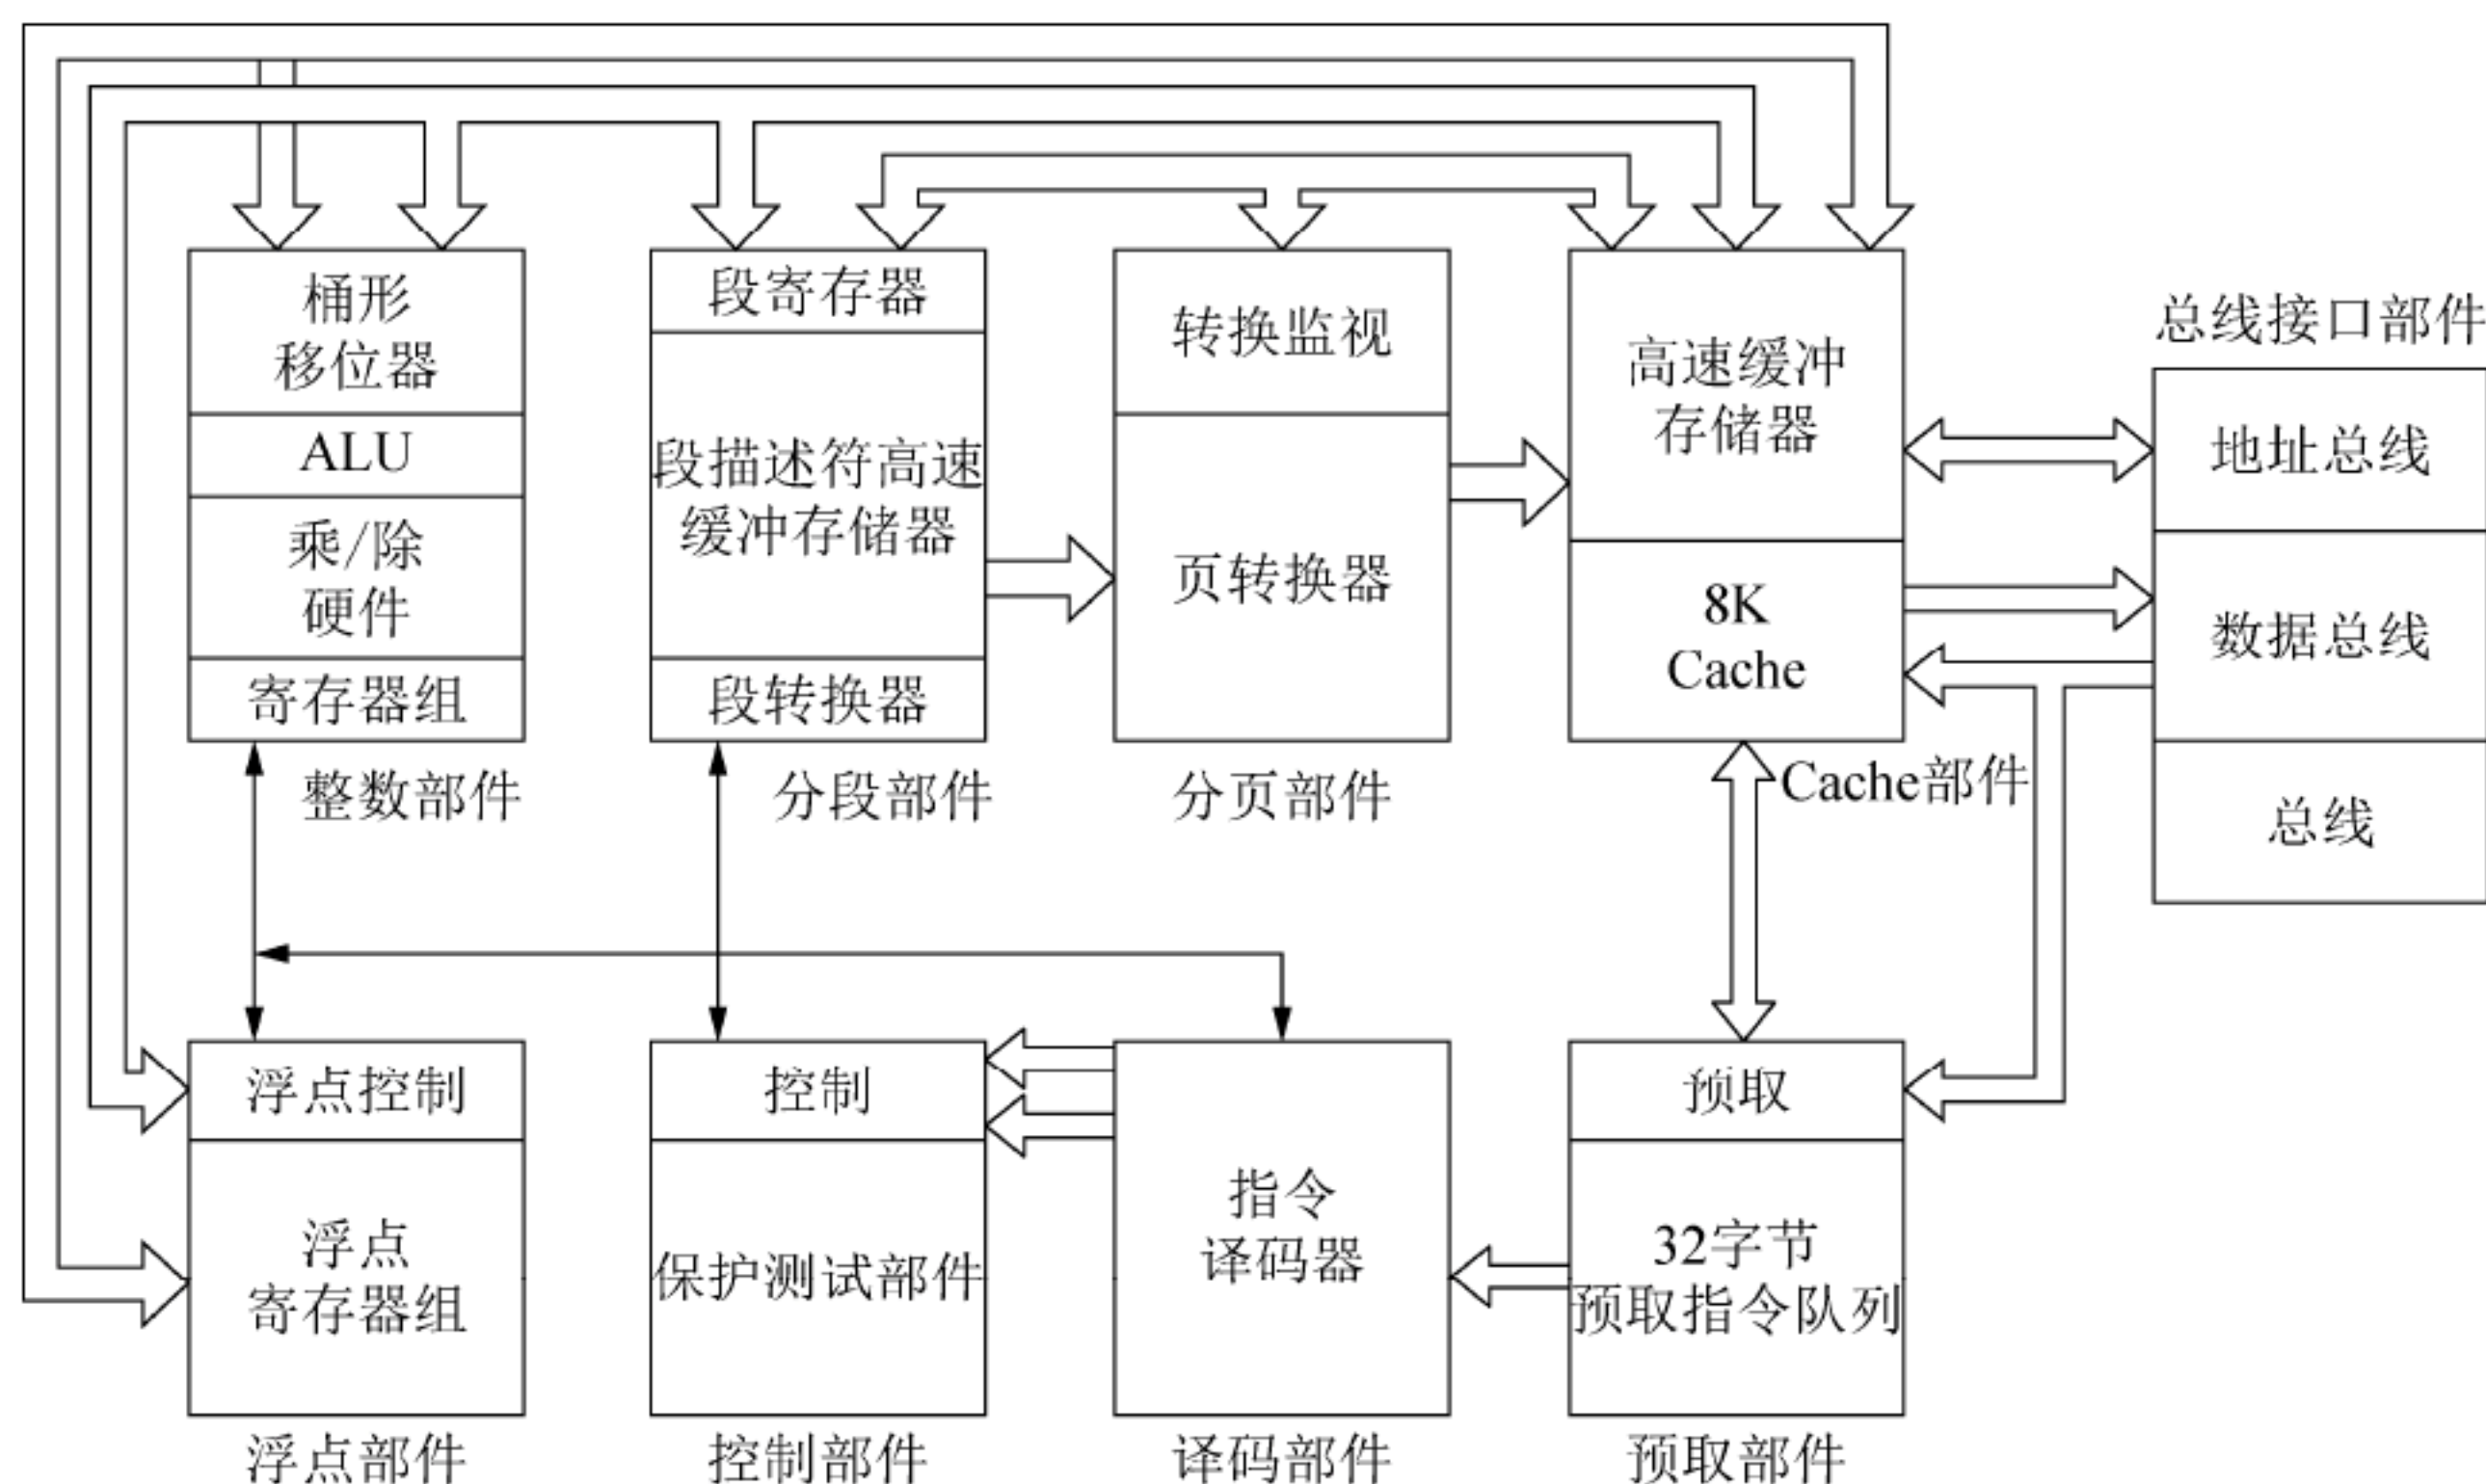 桶形
移位器
ALU
乘/除
硬件
寄存器组
整数部件
段寄存器
段描述符高速
缓冲存储器
段转换器
分段部件
转换监视
页转换器
分页部件
高速缓冲
存储器
8K
Cache
Cache部件
总线接口部件
地址总线
数据总线
总线
浮点控制
浮点
寄存器组
浮点部件
控制
保护测试部件
控制部件
指令
译码器
译码部件
预取
32字节
预取指令队列
预取部件